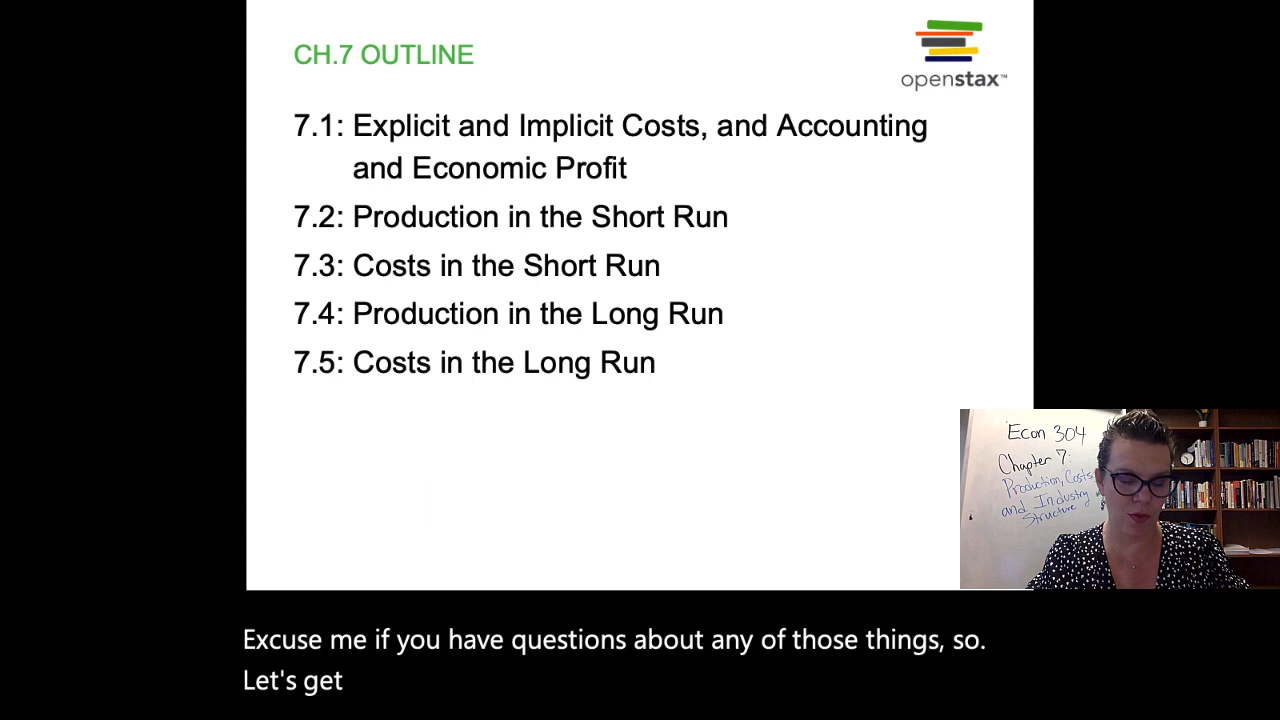 CH.7 OUTLINE
openstax™
7.1: Explicit and Implicit Costs, and Accounting
and Economic Profit
7.2: Production in the Short Run
7.3: Costs in the Short Run
7.4: Production in the Long Run
7.5: Costs in the Long Run
Econ 304
Chapter 7:
Production, Costs
and Industry
Structure
Excuse me if you have questions about any of those things, so.
Let's get